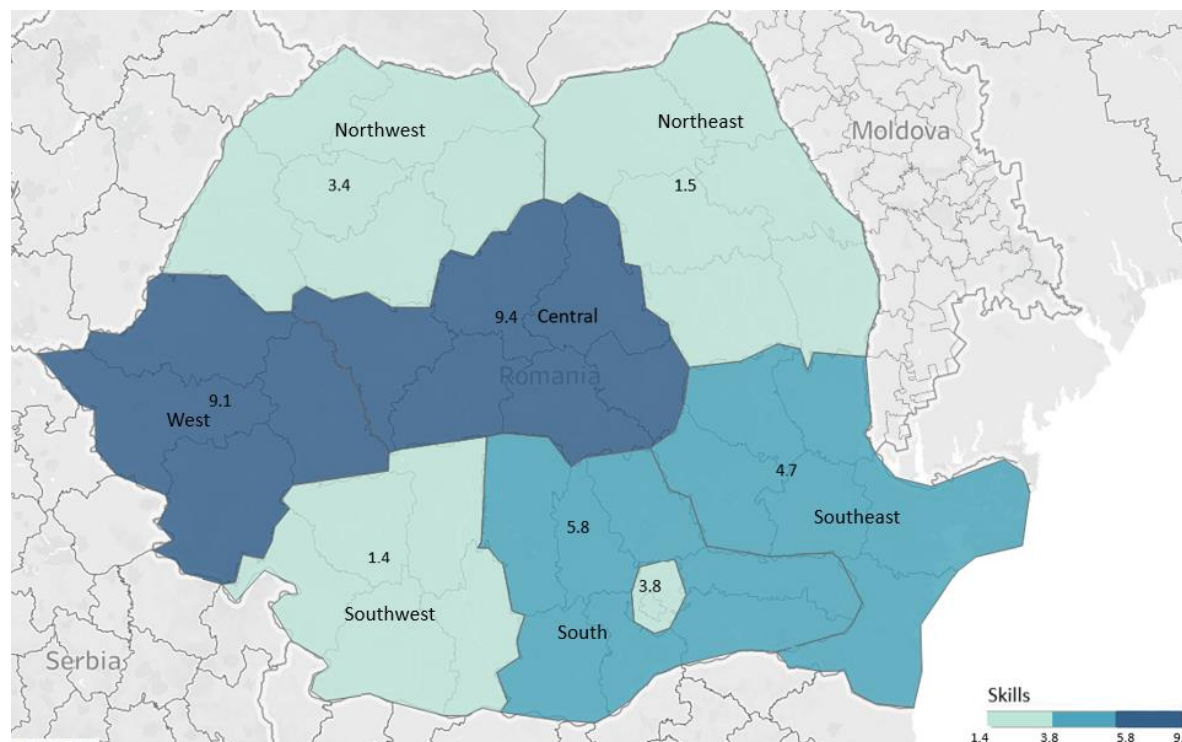 Northwest
3.4
Northeast
1.5
Moldova
9.4 Central
Romania
9.1
West
4.7
Southeast
5.8
1.4
3.8
Southwest
South
Serbia
Skills
1.4 3.8 5.8